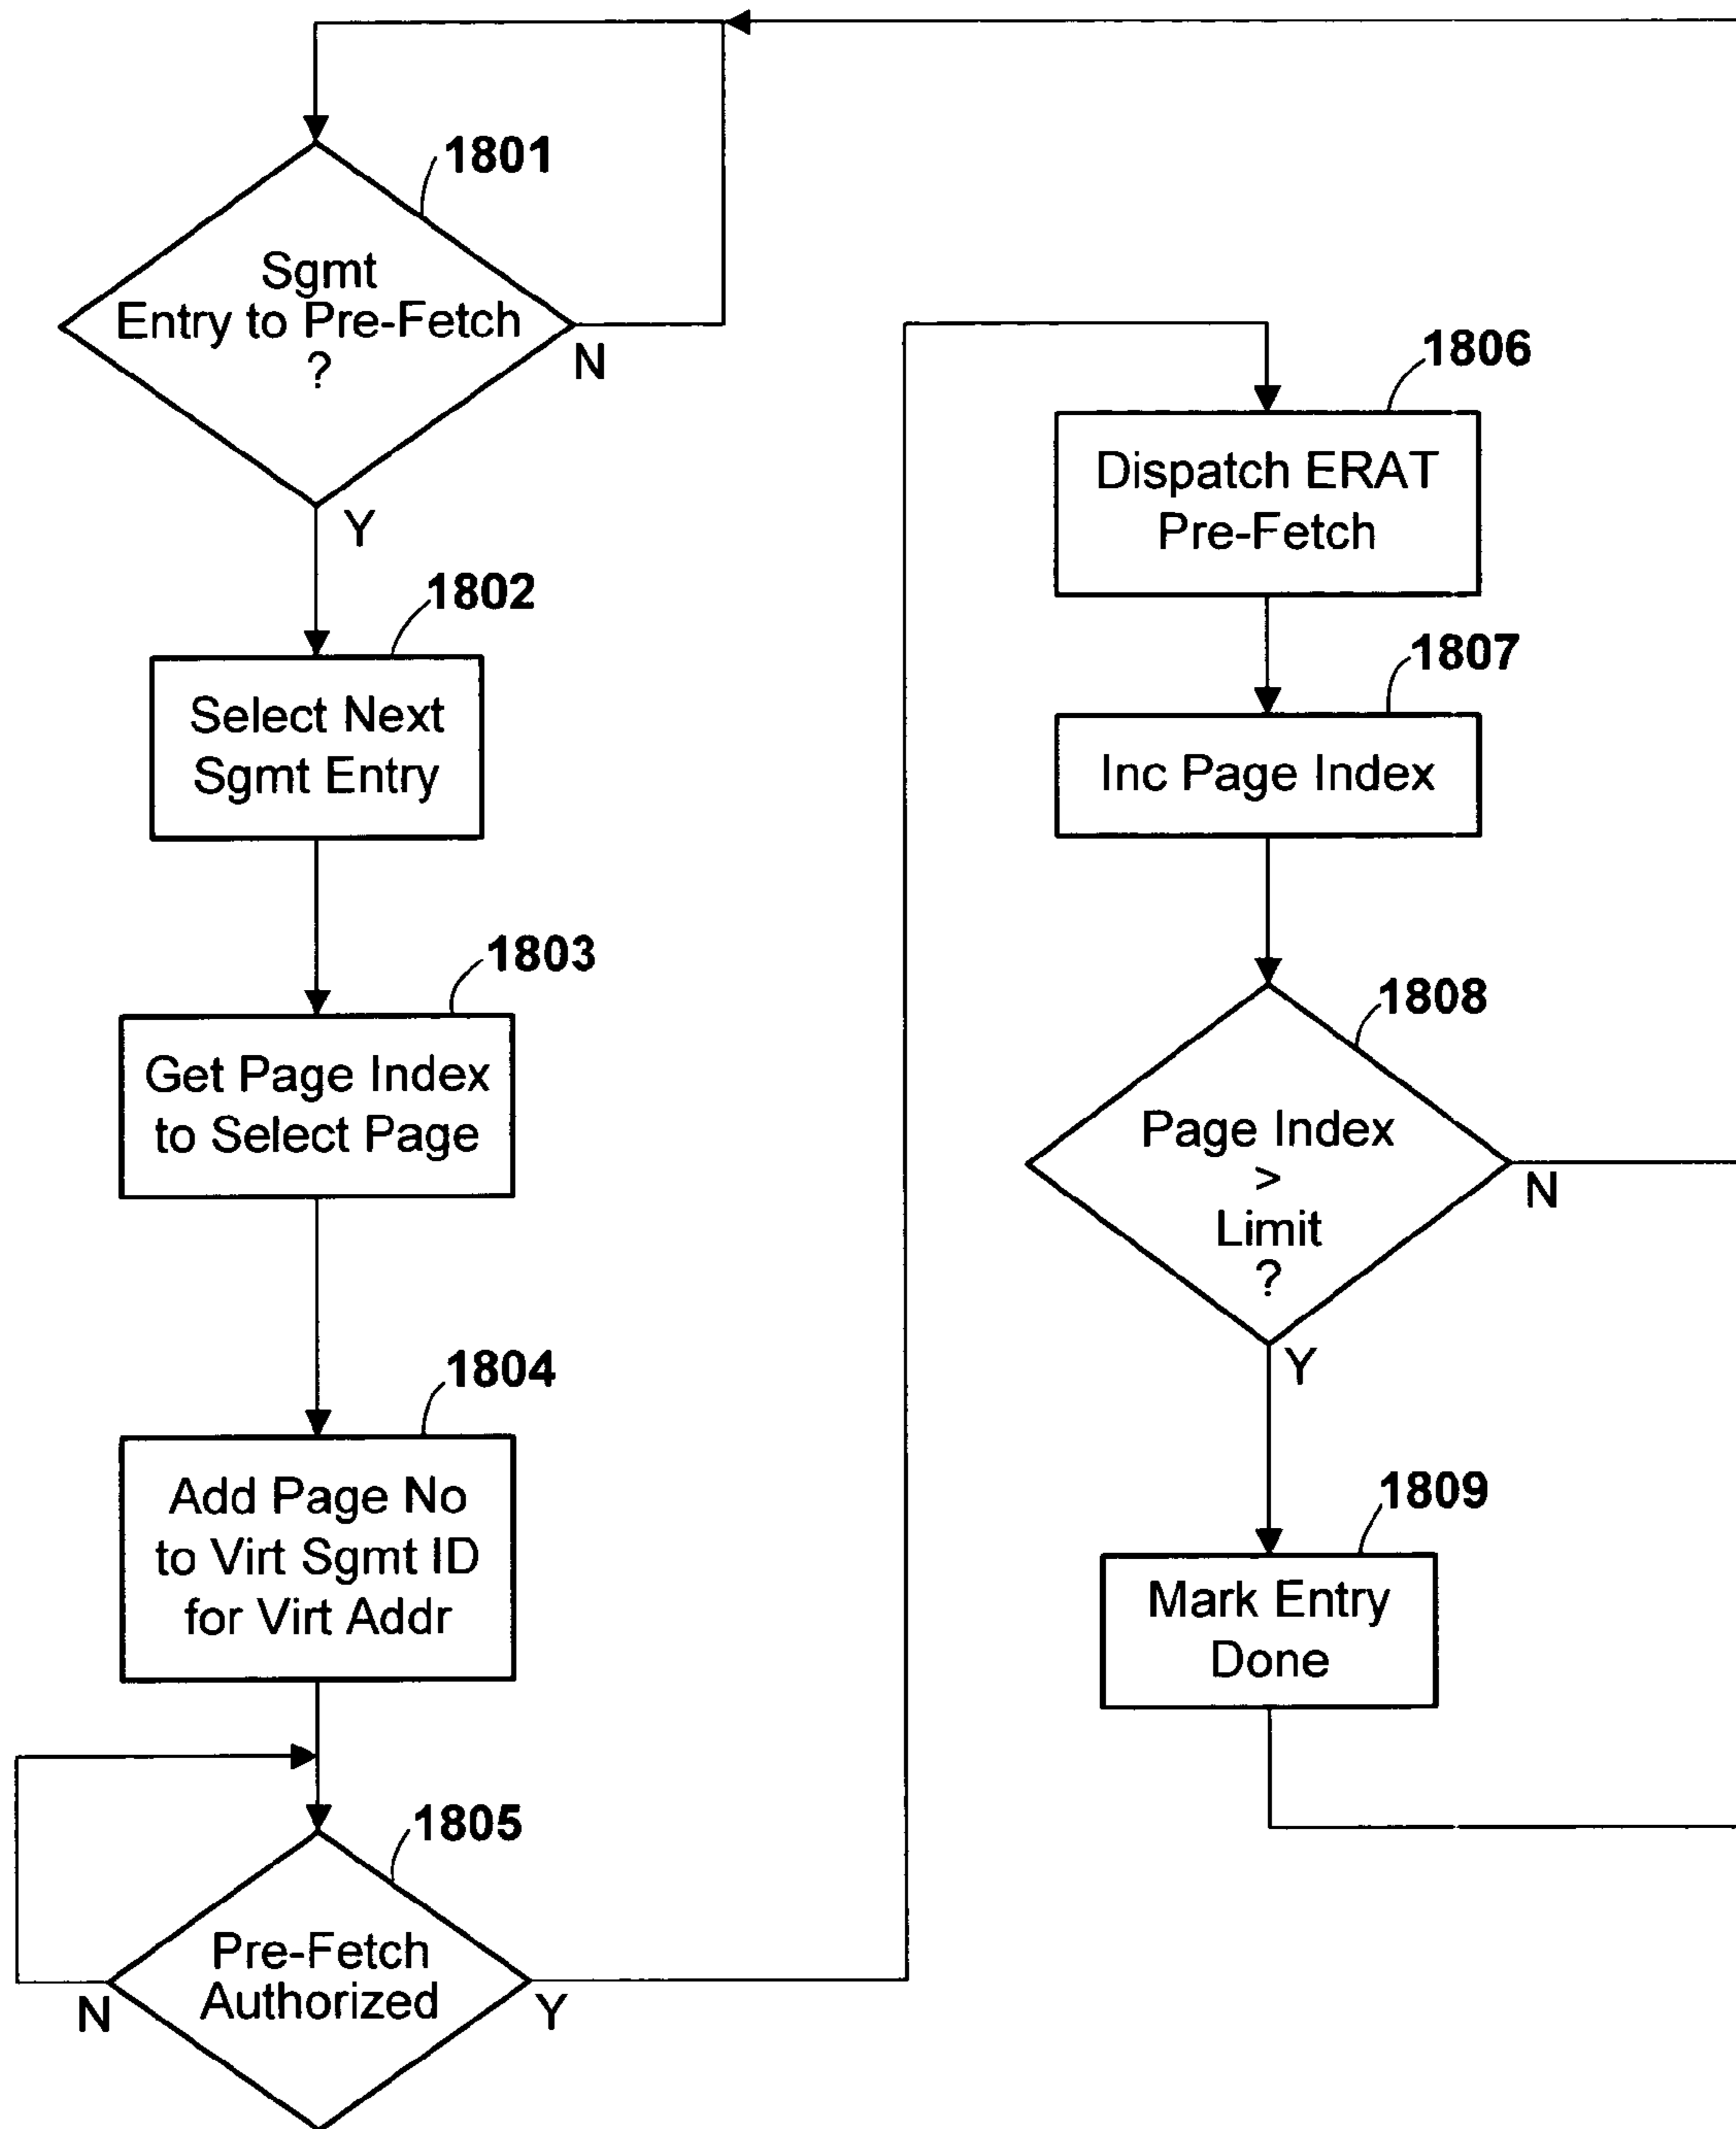 1801
Sgmt
Entry to Pre-Fetch
?
N
Y
1802
Select Next
Sgmt Entry
1803
Get Page Index
to Select Page
1804
Add Page No
to Virt Sgmt ID
for Virt Addr
1805
Pre-Fetch
Authorized
N
Y
1806
Dispatch ERAT
Pre-Fetch
1807
Inc Page Index
1808
Page Index
>
Limit
?
N
Y
1809
Mark Entry
Done